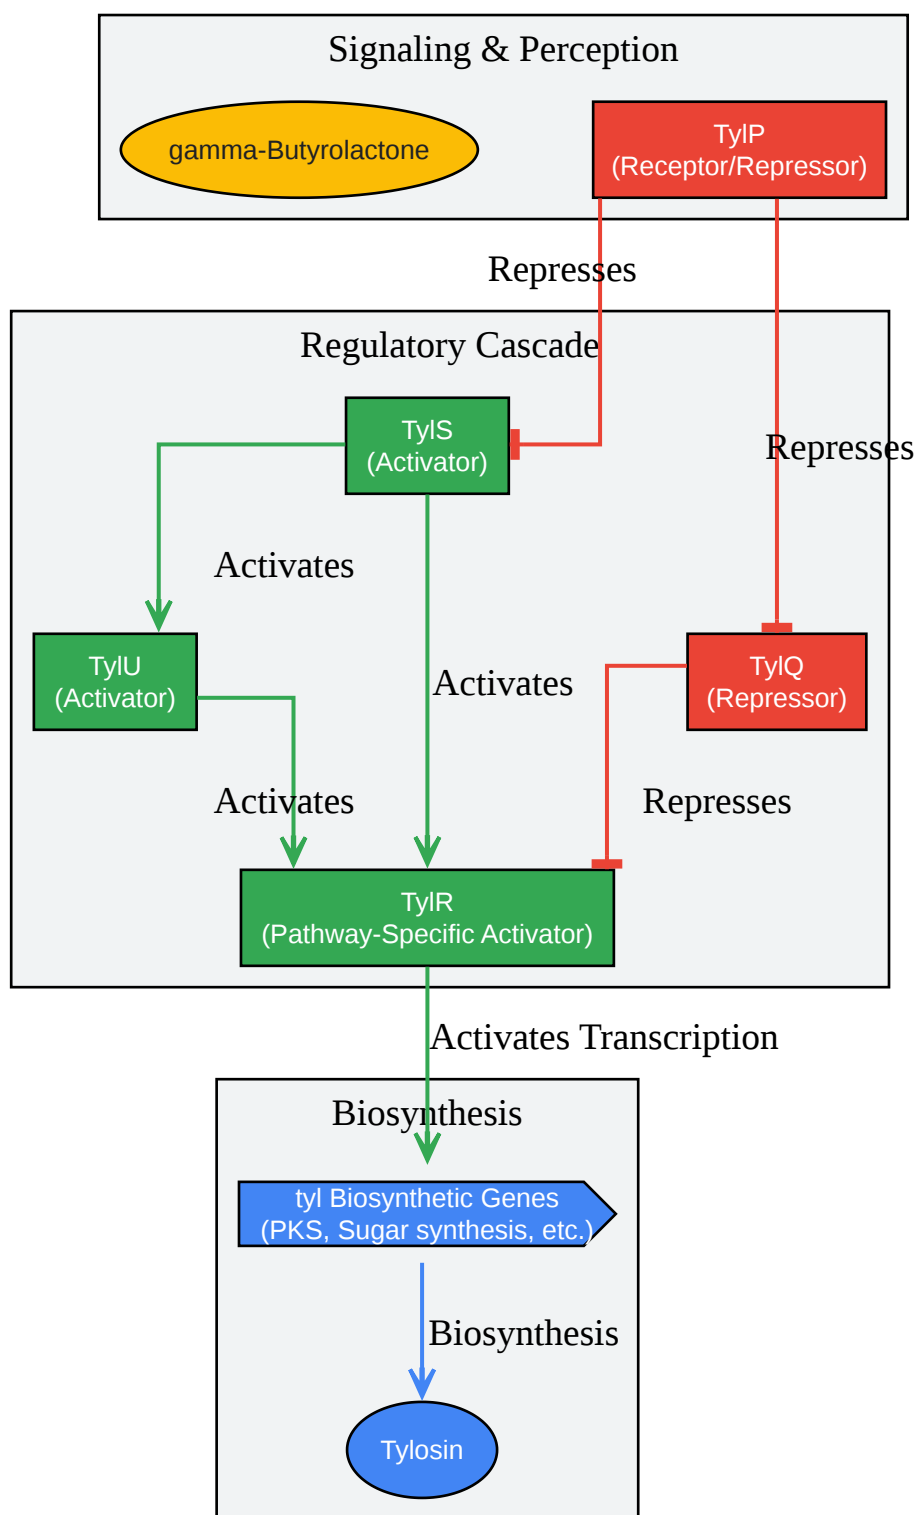 Signaling & Perception
gamma-Butyrolactone
TylP
(Receptor/Repressor)
Represses
Regulatory Cascade
TylS
(Activator)
Represses
Activates
TylU
(Activator)
Activates
TylQ
(Repressor)
Activates
Represses
TylR
(Pathway-Specific Activator)
Activates Transcription
Biosynthesis
tyl Biosynthetic Genes
(PKS, Sugar synthesis, etc.)
Biosynthesis
Tylosin